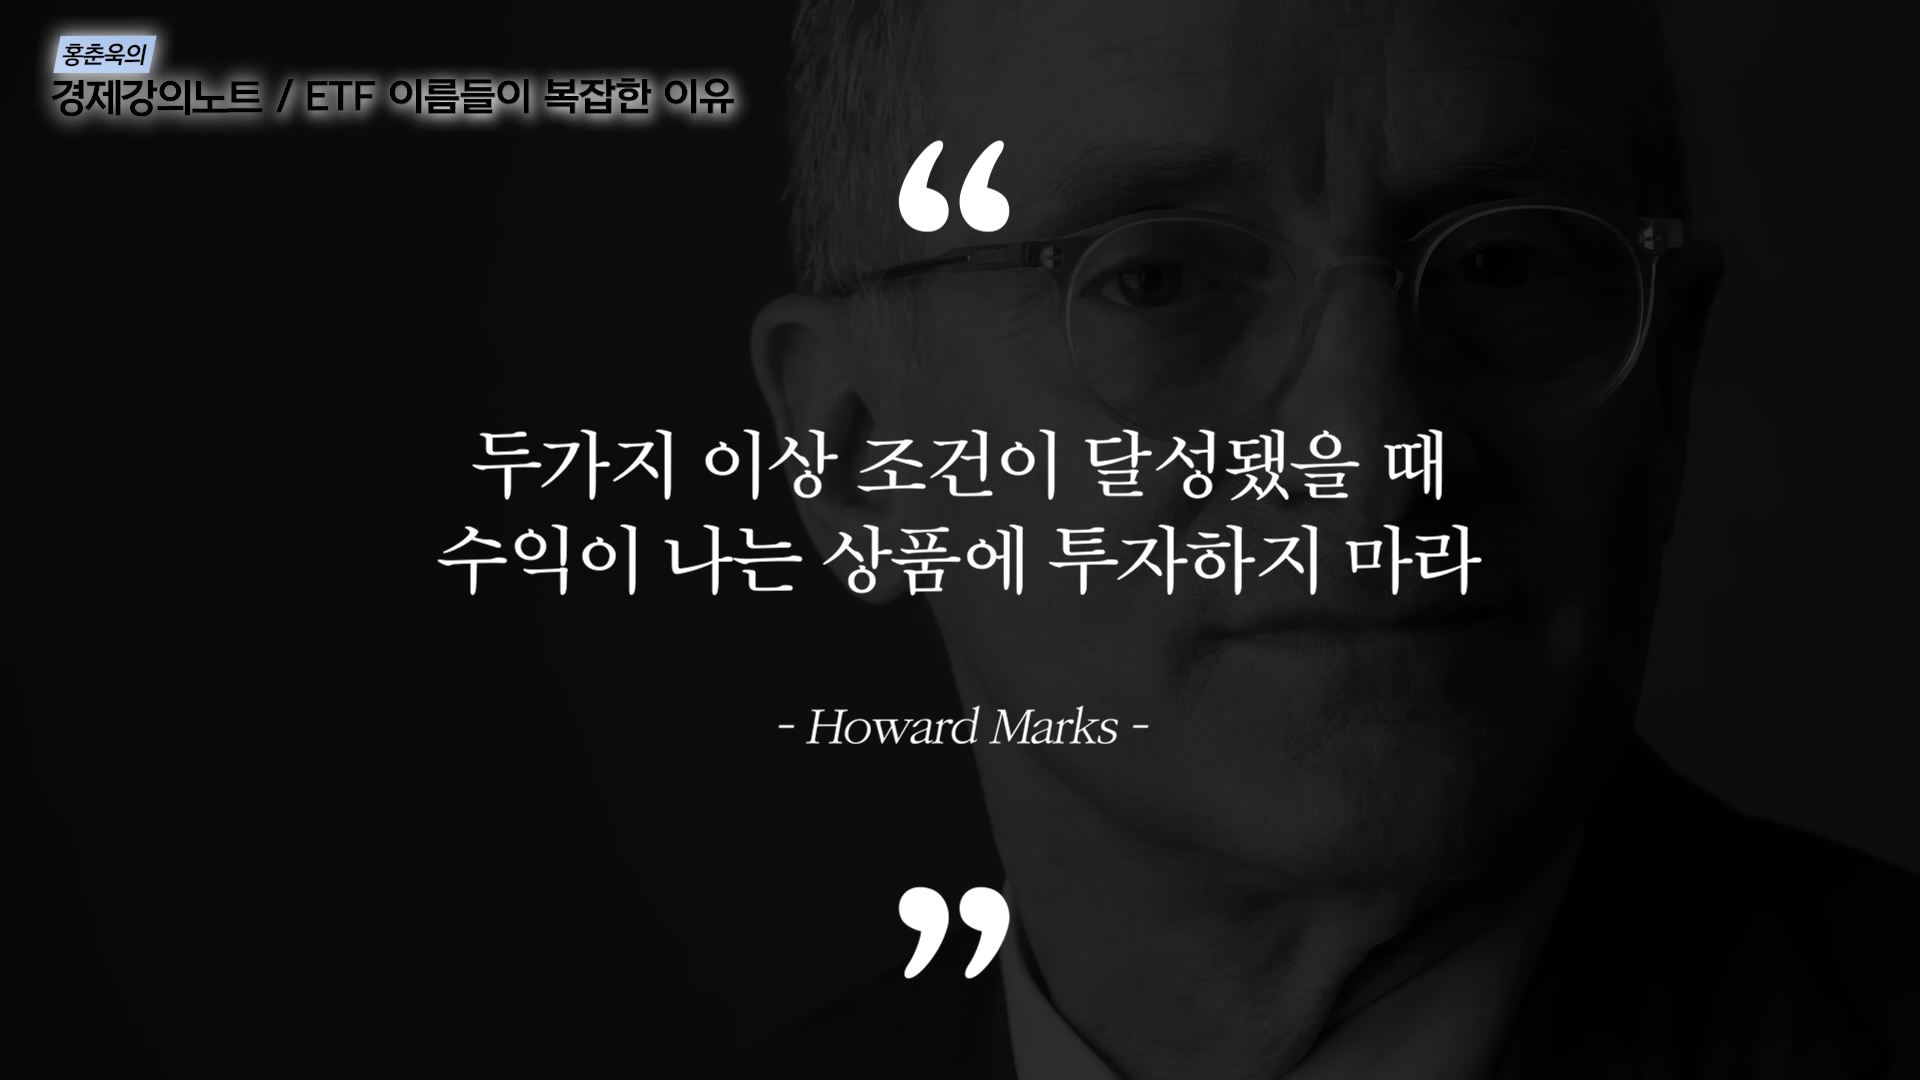 홍춘욱의
경제강의노트 / ETF 이름들이 복잡한 이유
“
두가지 이상 조건이 달성됐을 때
수익이 나는 상품에 투자하지 마라
- Howard Marks -
”